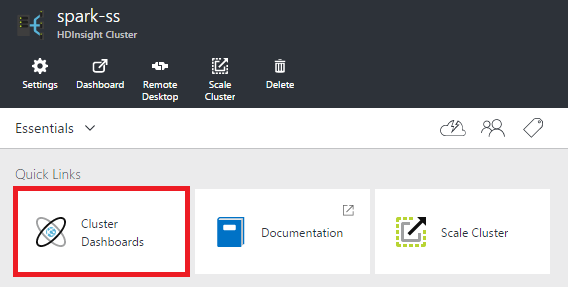 spark-ss
HDInsight Cluster
Settings
Dashboard
Remote
Desktop
Scale
Cluster
Delete
Essentials
Quick Links
Cluster
Dashboards
Documentation
Scale Cluster